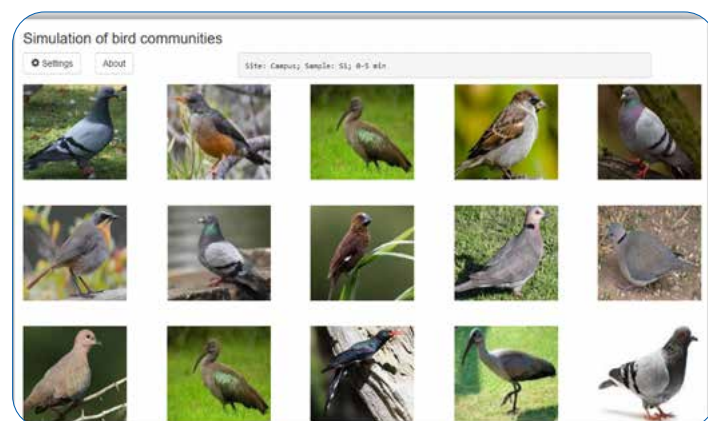 Simulation of bird communities
Settings
About
Site: Campus; Sample: S1; 0-5 min